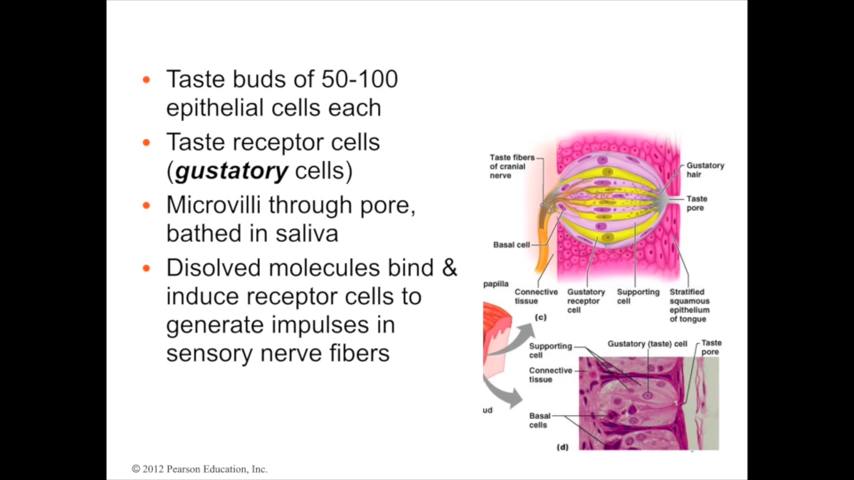 Taste buds of 50-100
epithelial cells each
Taste receptor cells
(gustatory cells)
Microvilli through pore,
bathed in saliva
Disolved molecules bind &
induce receptor cells to
generate impulses in
sensory nerve fibers
Taste fibers
of cranial
nerve
Gustatory
hair
Taste
pore
Basal cell
papilla
Connective
tissue
Gustatory
receptor
cell
Supporting
cell
Stratified
squamous
epithelium
of tongue
(c)
Supporting
cell
Gustatory (taste) cell
Taste
pore
Connective
tissue
ud
Basal
cells
(d)
© 2012 Pearson Education, Inc.